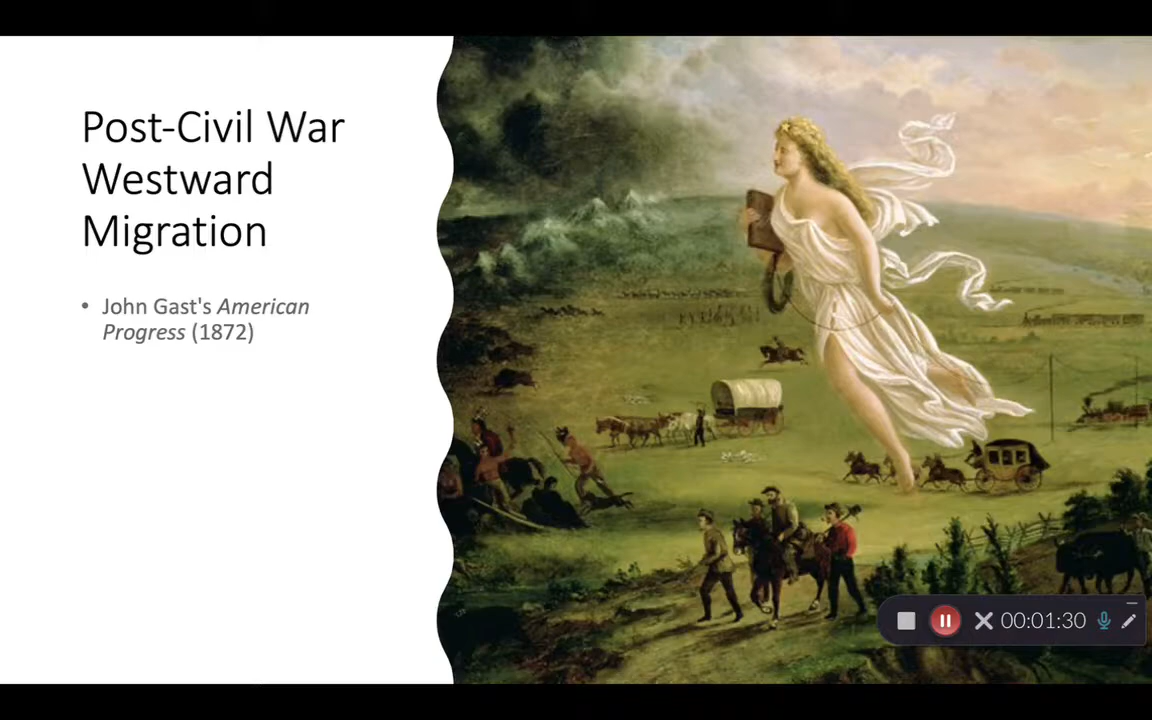 Post-Civil War
Westward
Migration
• John Gast's American
Progress (1872)
00:01:30